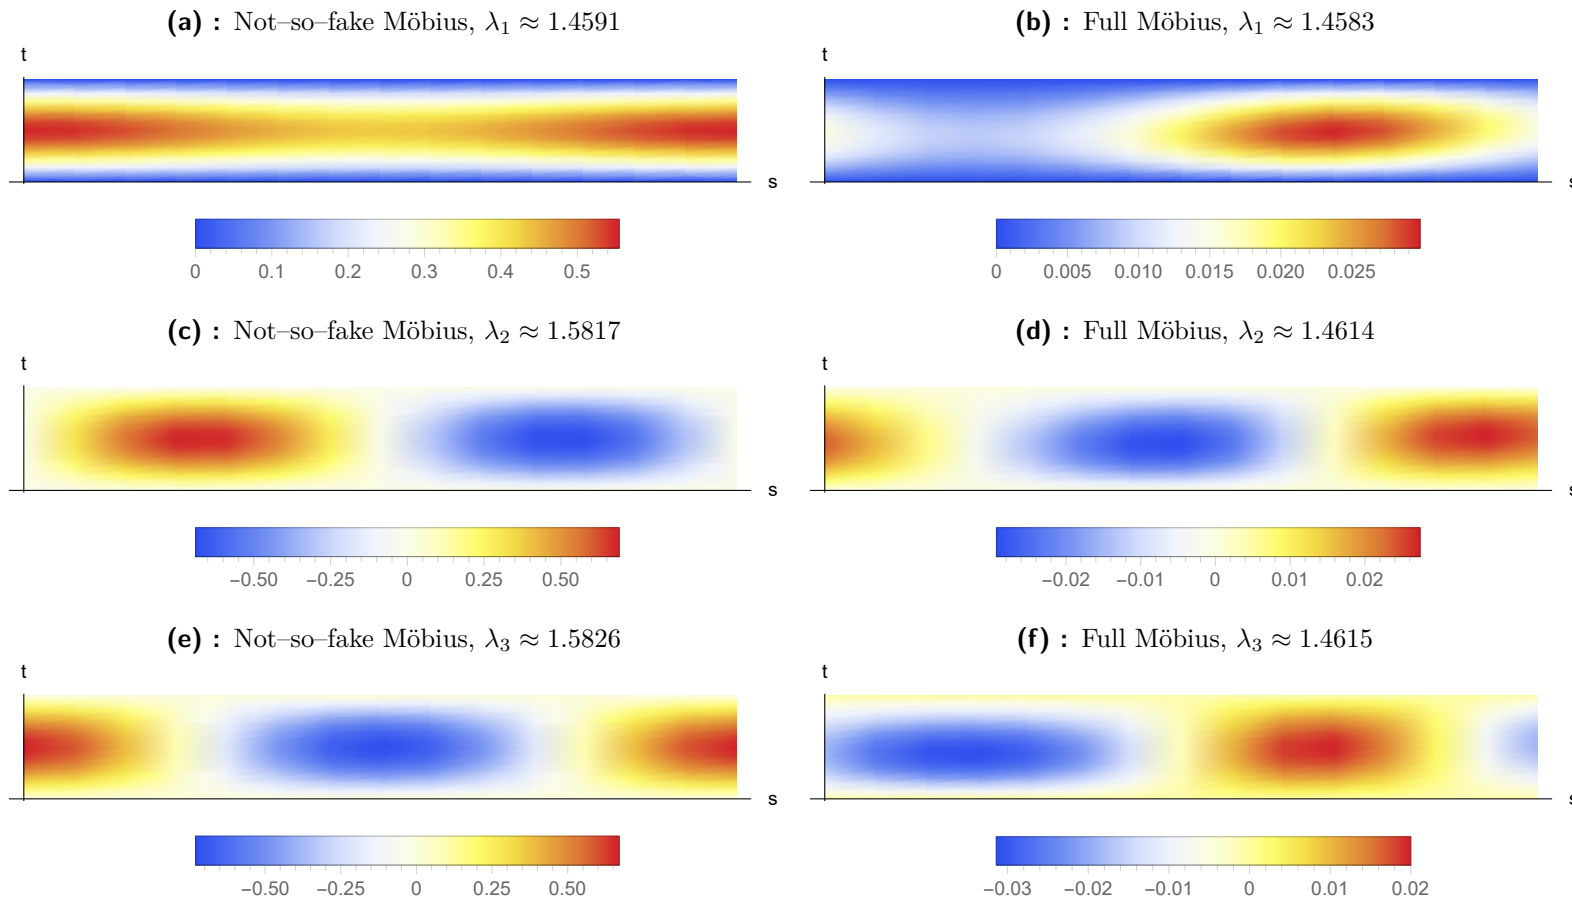 (a) : Not–so–fake Möbius, λ₁ ≈ 1.4591
t
s
0 0.1 0.2 0.3 0.4 0.5
(b) : Full Möbius, λ₁ ≈ 1.4583
t
s
0 0.005 0.010 0.015 0.020 0.025
(c) : Not–so–fake Möbius, λ₂ ≈ 1.5817
t
s
−0.50 −0.25 0 0.25 0.50
(d) : Full Möbius, λ₂ ≈ 1.4614
t
s
−0.02 −0.01 0 0.01 0.02
(e) : Not–so–fake Möbius, λ₃ ≈ 1.5826
t
s
−0.50 −0.25 0 0.25 0.50
(f) : Full Möbius, λ₃ ≈ 1.4615
t
s
−0.03 −0.02 −0.01 0 0.01 0.02